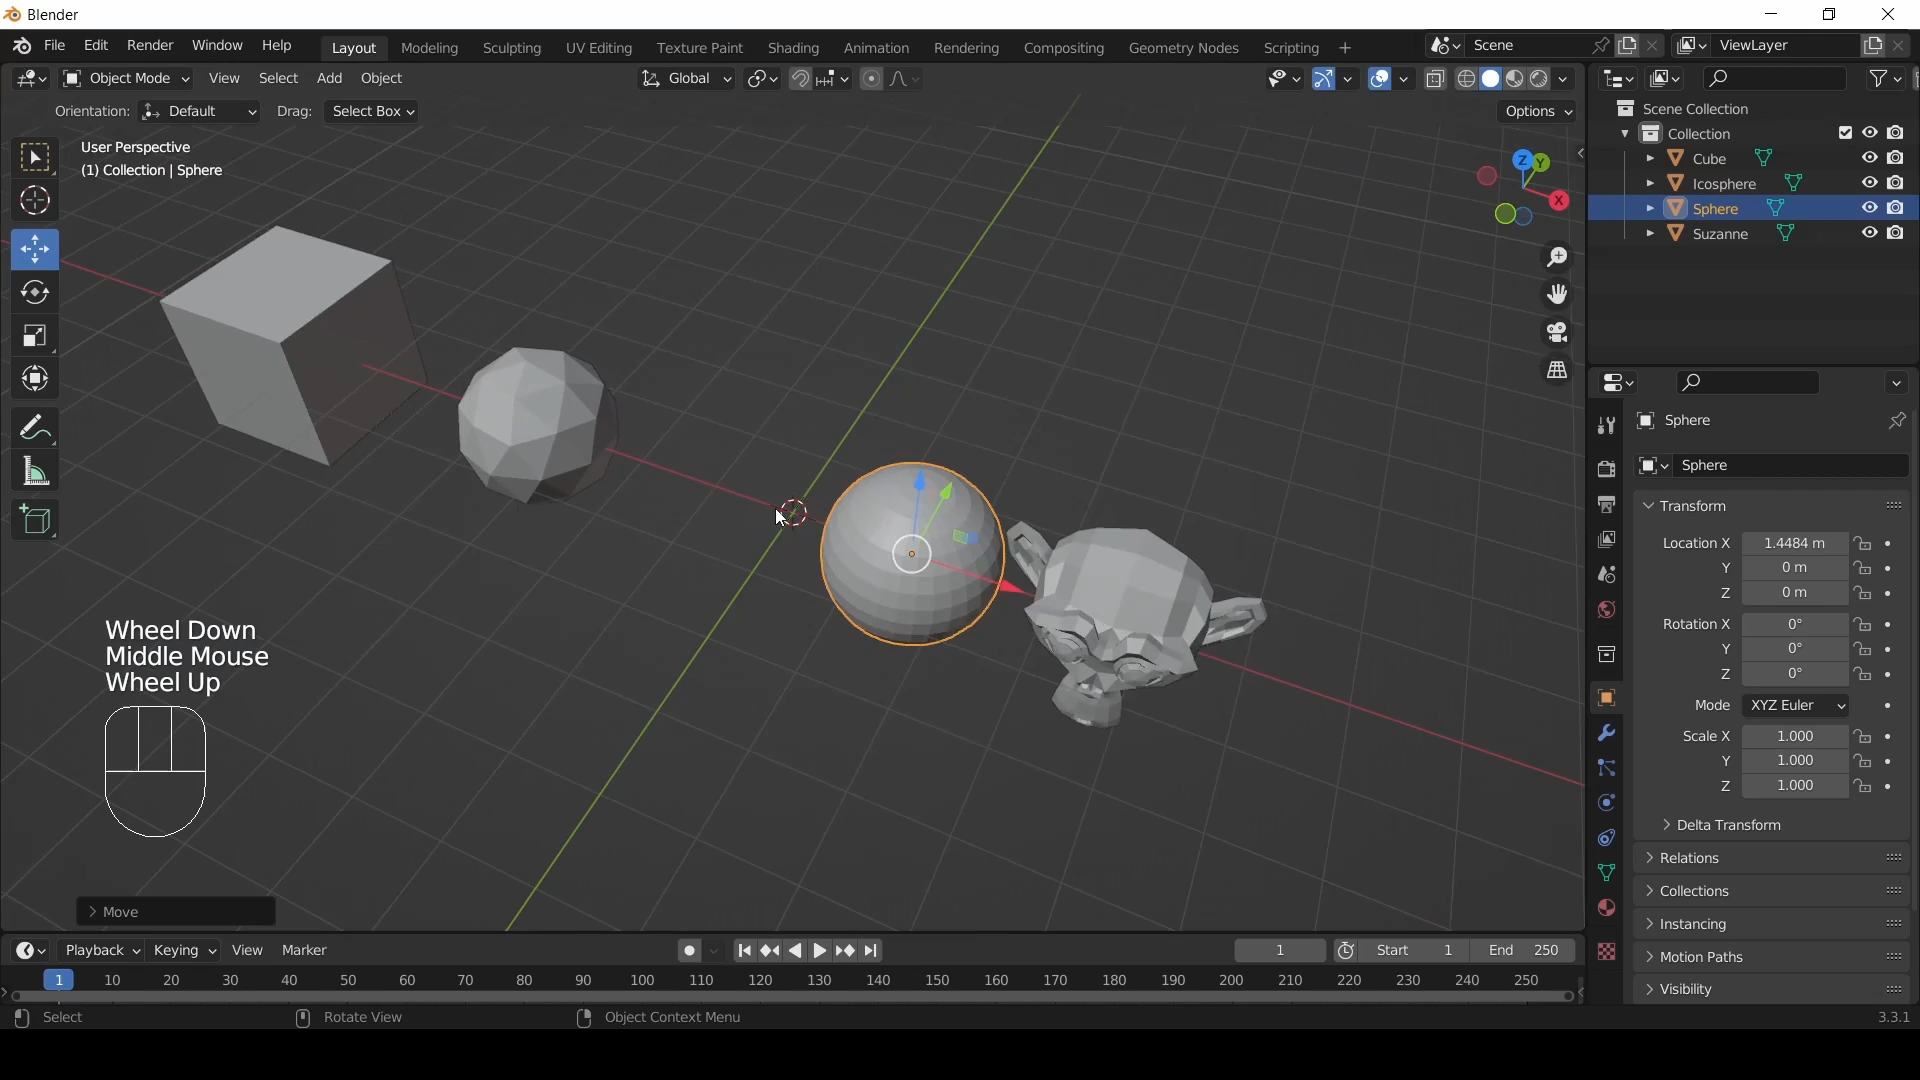 Blender
File Edit Render Window Help Layout Modeling Sculpting UV Editing Texture Paint Shading Animation Rendering Compositing Geometry Nodes Scripting + Scene ViewLayer
Object Mode View Select Add Object Global
Orientation: Default Drag: Select Box Options
User Perspective
(1) Collection | Sphere
Z Y
X
Scene Collection
Collection
Cube
Icosphere
Sphere
Suzanne
Sphere
Sphere
Transform
Location X 1.4484 m
Y 0 m
Z 0 m
Rotation X 0°
Y 0°
Z 0°
Mode XYZ Euler
Scale X 1.000
Y 1.000
Z 1.000
Delta Transform
Relations
Collections
Instancing
Motion Paths
Visibility
Wheel Down
Middle Mouse
Wheel Up
Move
Playback Keying View Marker 1 Start 1 End 250
1 10 20 30 40 50 60 70 80 90 100 110 120 130 140 150 160 170 180 190 200 210 220 230 240 250
Select Rotate View Object Context Menu 3.3.1